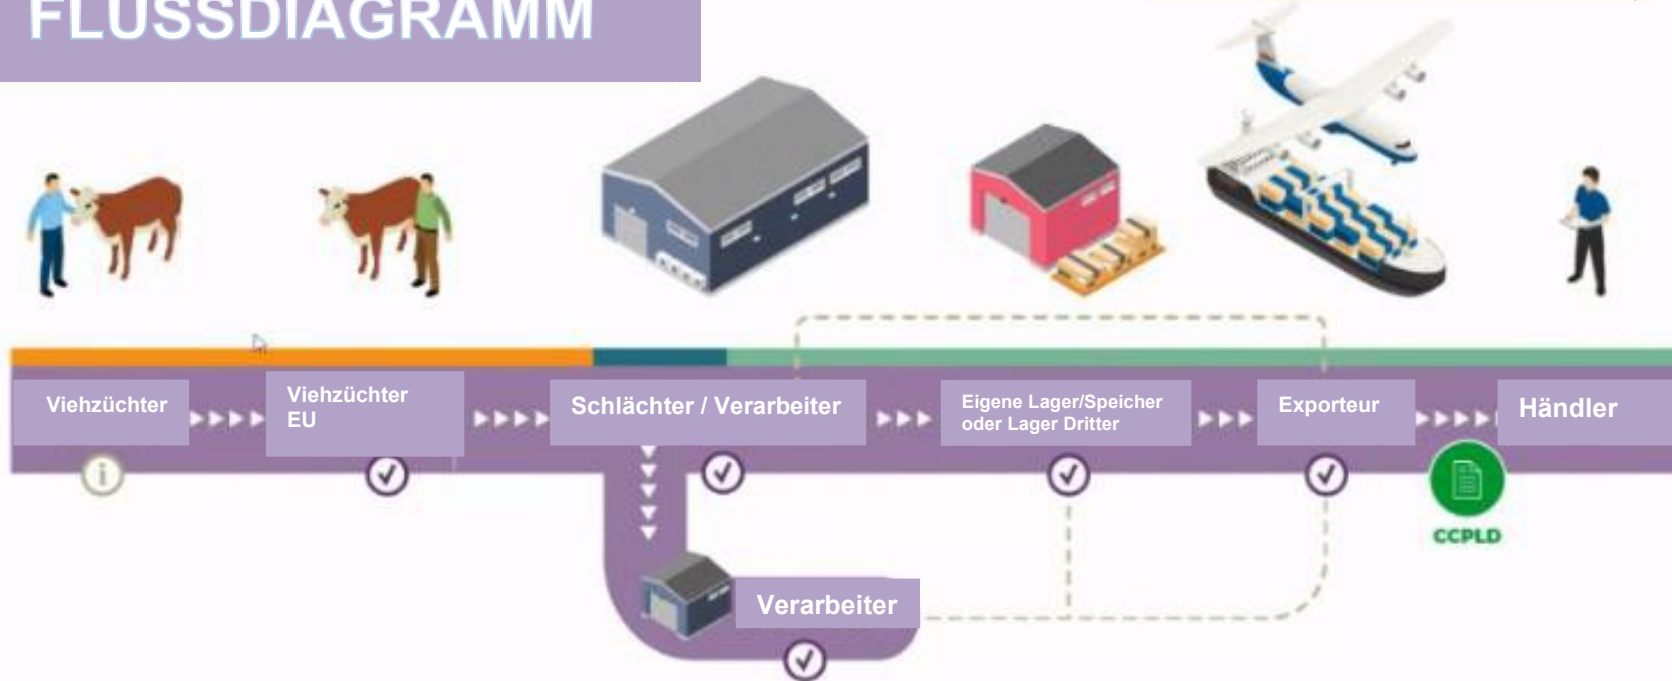 FLUSSDIAGRAMM
Viehzüchter
Viehzüchter
EU
Schlächter / Verarbeiter
Eigene Lager/Speicher
oder Lager Dritter
Exporteur
Händler
CCPLD
Verarbeiter